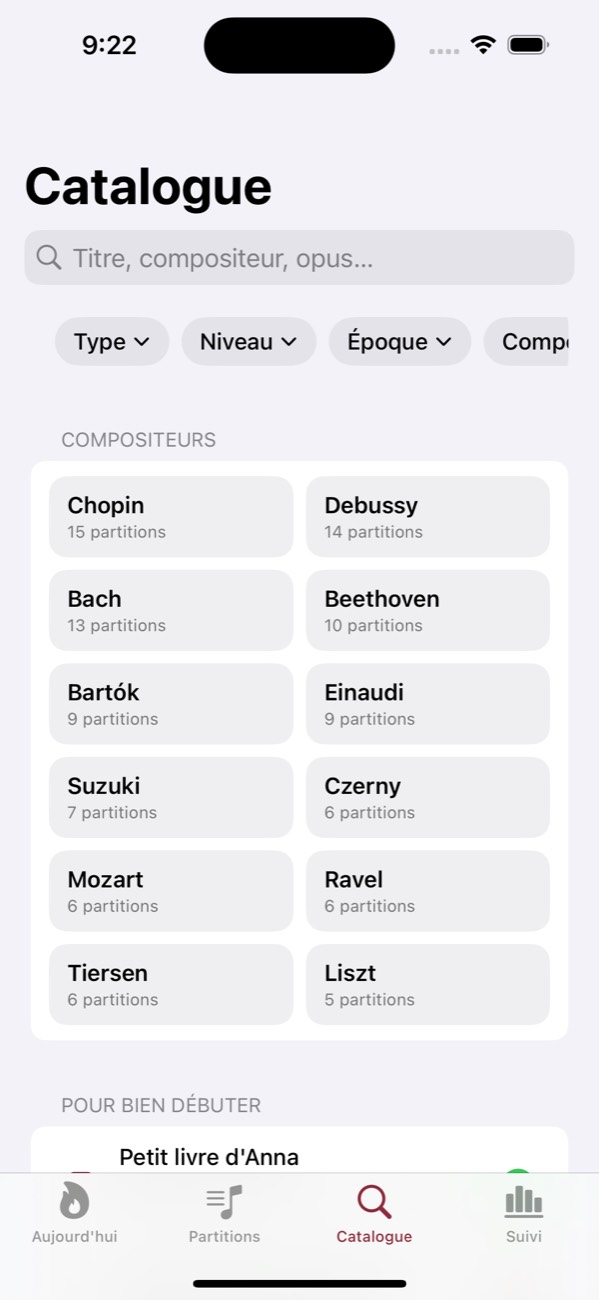 9:22
Catalogue
Titre, compositeur, opus...
Type
Niveau
Époque
Comp
COMPOSITEURS
Chopin
15 partitions
Debussy
14 partitions
Bach
13 partitions
Beethoven
10 partitions
Bartók
9 partitions
Einaudi
9 partitions
Suzuki
7 partitions
Czerny
6 partitions
Mozart
6 partitions
Ravel
6 partitions
Tiersen
6 partitions
Liszt
5 partitions
POUR BIEN DÉBUTER
Petit livre d'Anna
Aujourd'hui
Partitions
Catalogue
Suivi